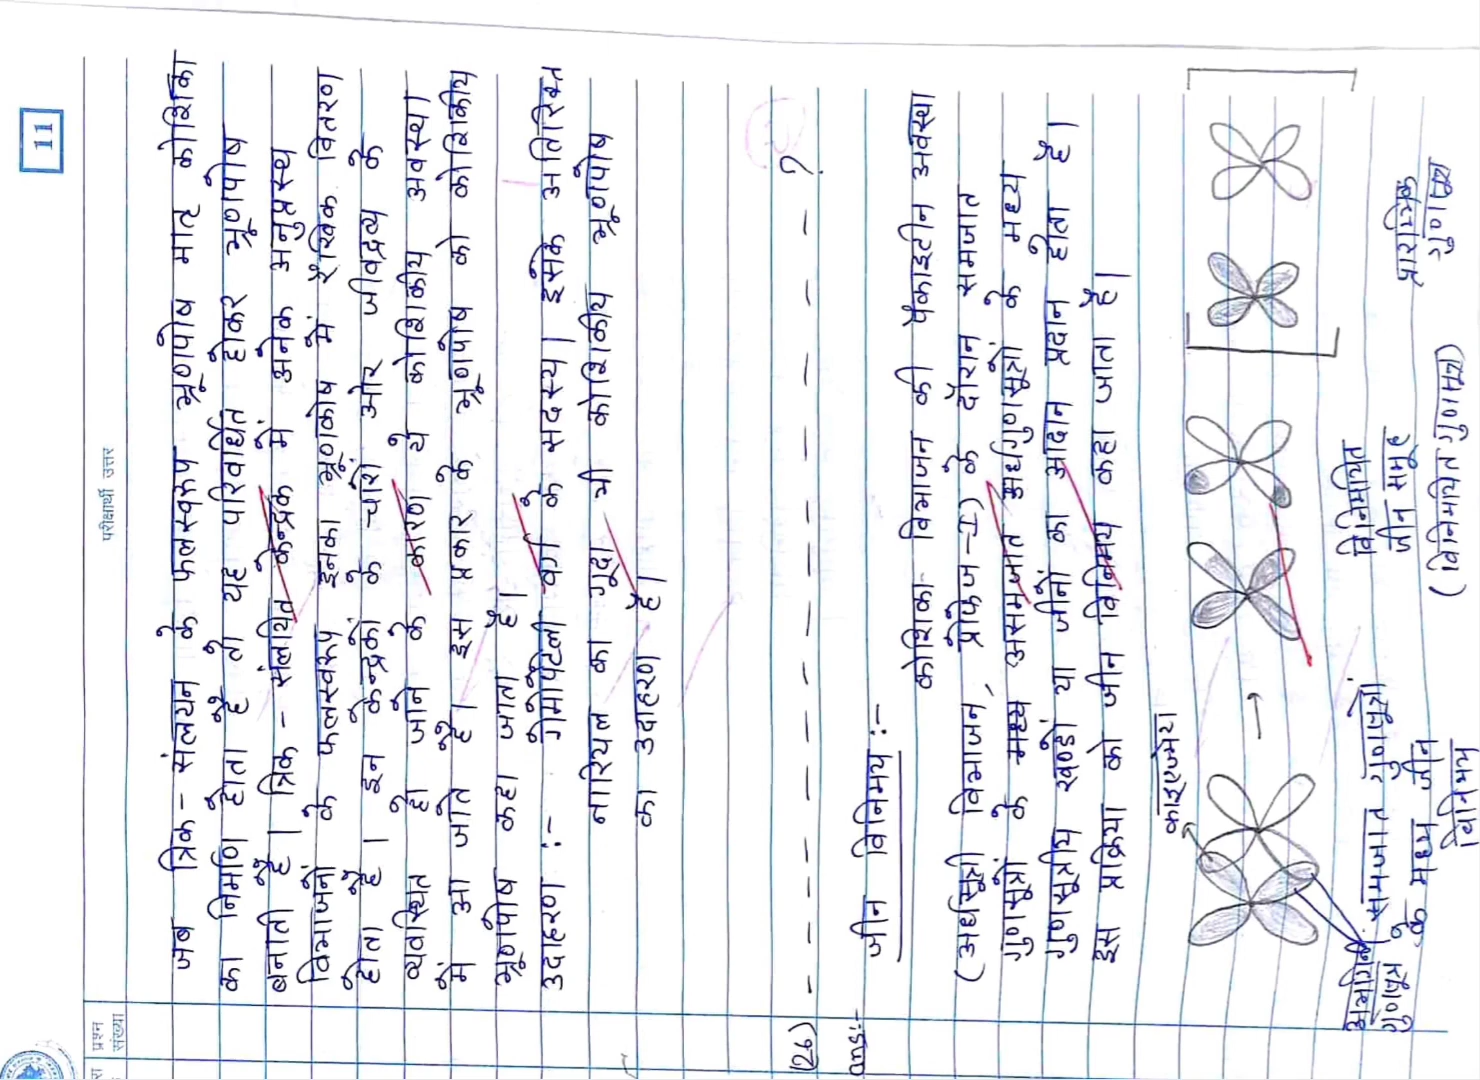 11
परीक्षार्थी उत्तर
प्रश्न
संख्या
जब त्रिक - संलयन के फलस्वरूप भ्रूणपोष मातृ कोशिका
का निर्माण होता है तो यह परिवर्धित होकर भ्रूणपोष
बनाती है। त्रिक - संलयित केन्द्रक में अनेक अनुप्रस्थ
विभाजनों के फलस्वरूप इनका भ्रूणकोष में रैखिक वितरण
होता है। इन केन्द्रकों के चारों ओर जीवद्रव्य के
व्यवस्थित हो जाने के कारण ये कोशिकीय अवस्था
में आ जाते हैं। इस प्रकार के भ्रूणपोष को कोशिकीय
भ्रूणपोष कहा जाता है।
उदाहरण :- गेमोपेटेली वर्ग के सदस्य। इसके अतिरिक्त
नारियल का गूदा भी कोशिकीय भ्रूणपोष
का उदाहरण है।
(26) - - - - - - - - - ?
ans:-
जीन विनिमय :-
कोशिका विभाजन की पैकाइटीन अवस्था
(अर्धसूत्री विभाजन, प्रोफेज -I) के दौरान समजात
गुणसूत्रों के मध्य असमजात अर्धगुणसूत्रों के मध्य
गुणसूत्रीय खण्डों या जीनों का आदान प्रदान होता है।
इस प्रक्रिया को जीन विनिमय कहा जाता है।
काइएज्मेटा
→
समजात गुणसूत्रों
के मध्य जीन
विनिमय
विनिमयित
जीन समूह
(विनिमयित गुणसूत्र)
प्रारम्भिक
गुणसूत्र